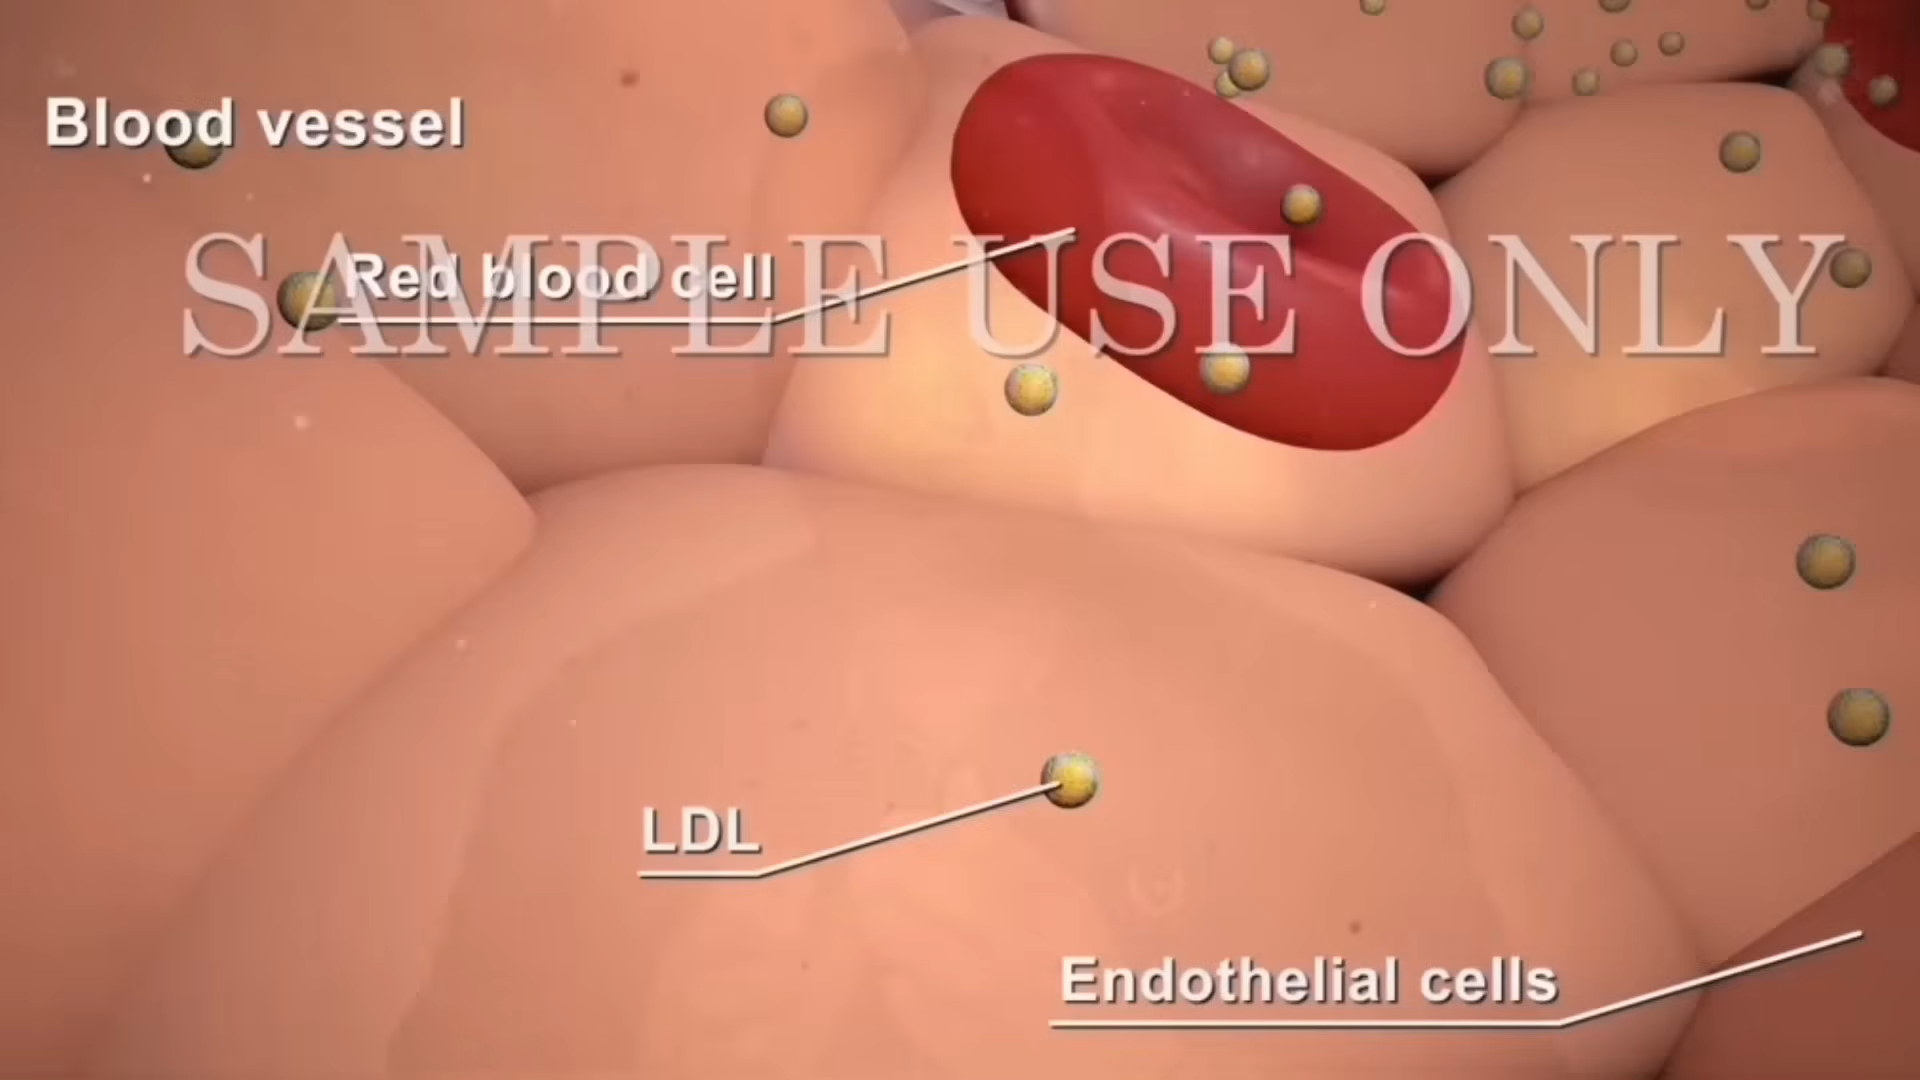 Blood vessel
Red blood cell
SAMPLE USE ONLY
LDL
Endothelial cells